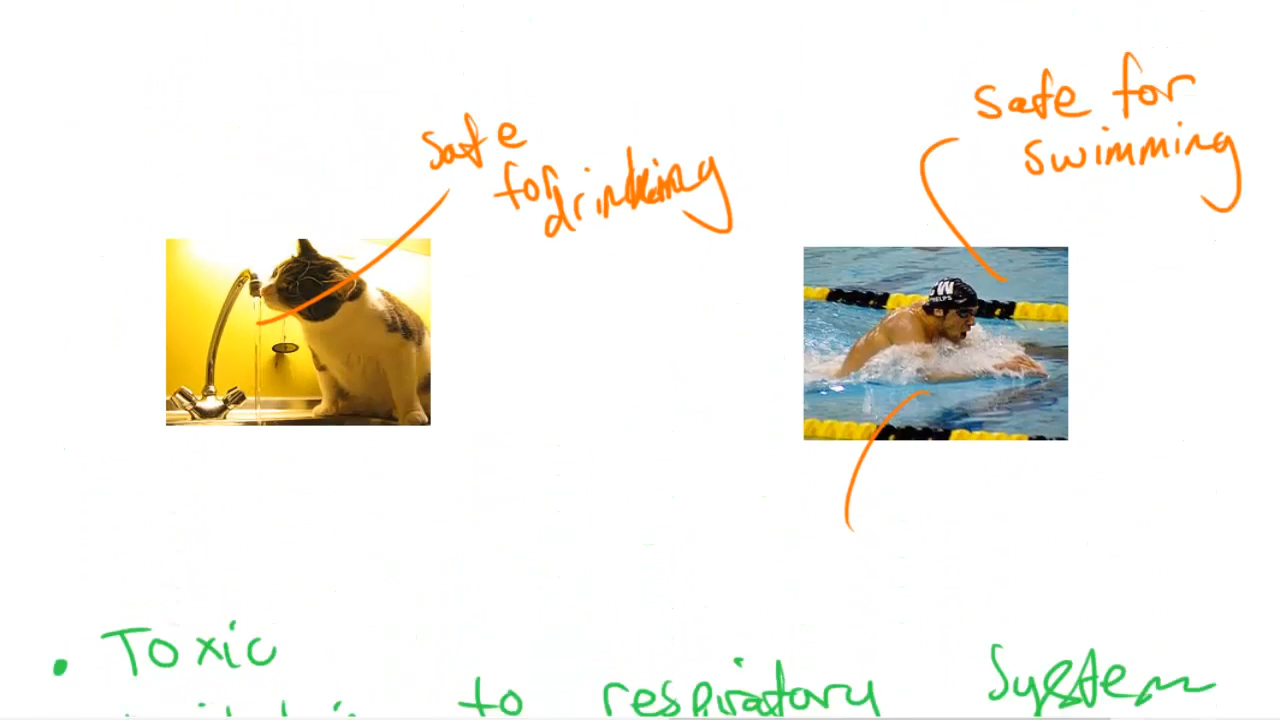 safe for
swimming
safe
for drinking
W
PHELPS
• Toxic
to respiratory system